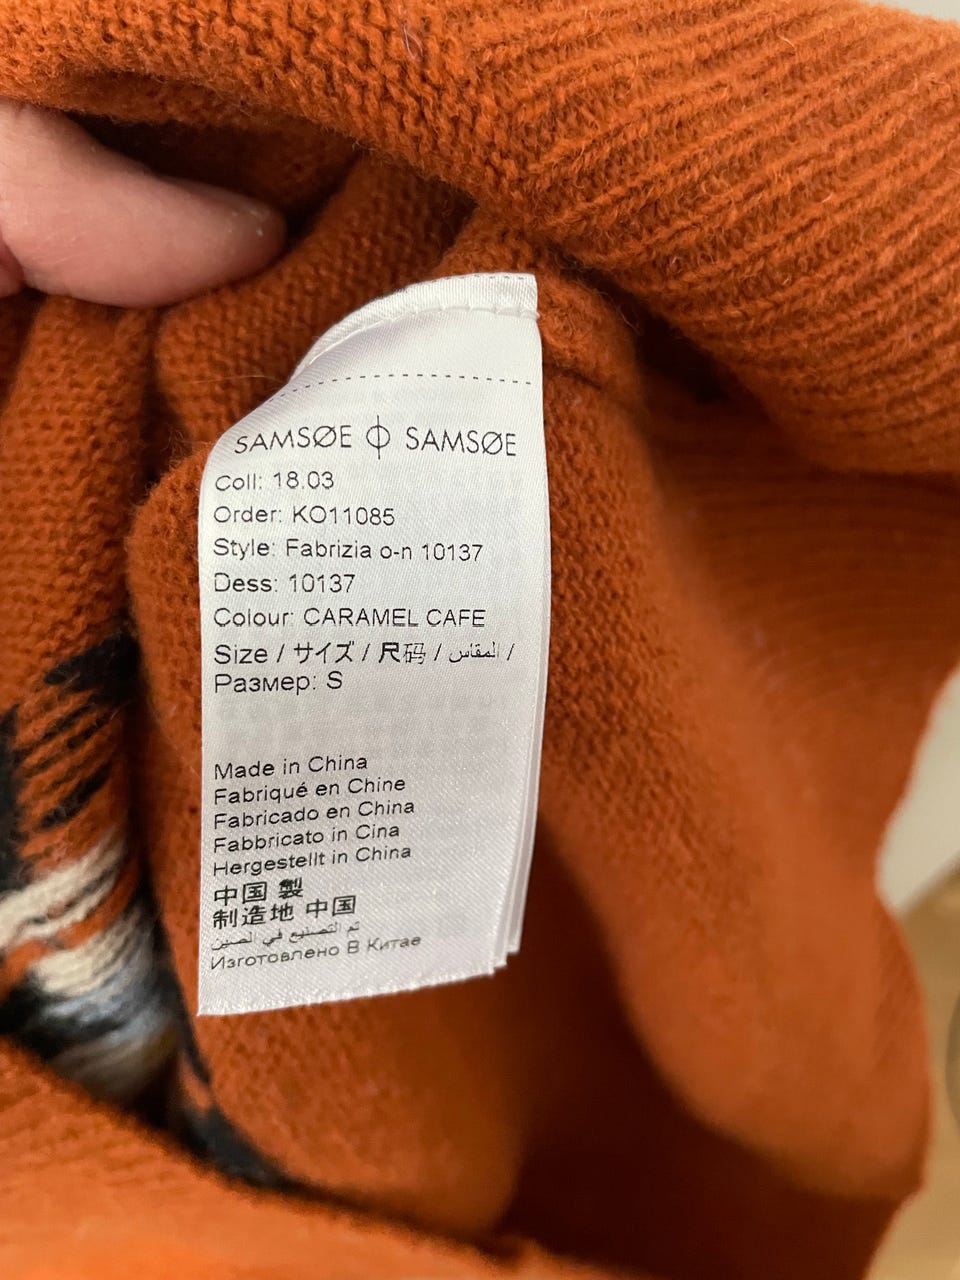 SAMSØE ϕ SAMSØE
Coll: 18.03
Order: KO11085
Style: Fabrizia o-n 10137
Dess: 10137
Colour: CARAMEL CAFE
Size / サイズ / 尺码 / المقاس /
Размер: S
Made in China
Fabriqué en Chine
Fabricado en China
Fabbricato in Cina
Hergestellt in China
中国 製
制造地 中国
تم التصنيع في الصين
Изготовлено В Китае